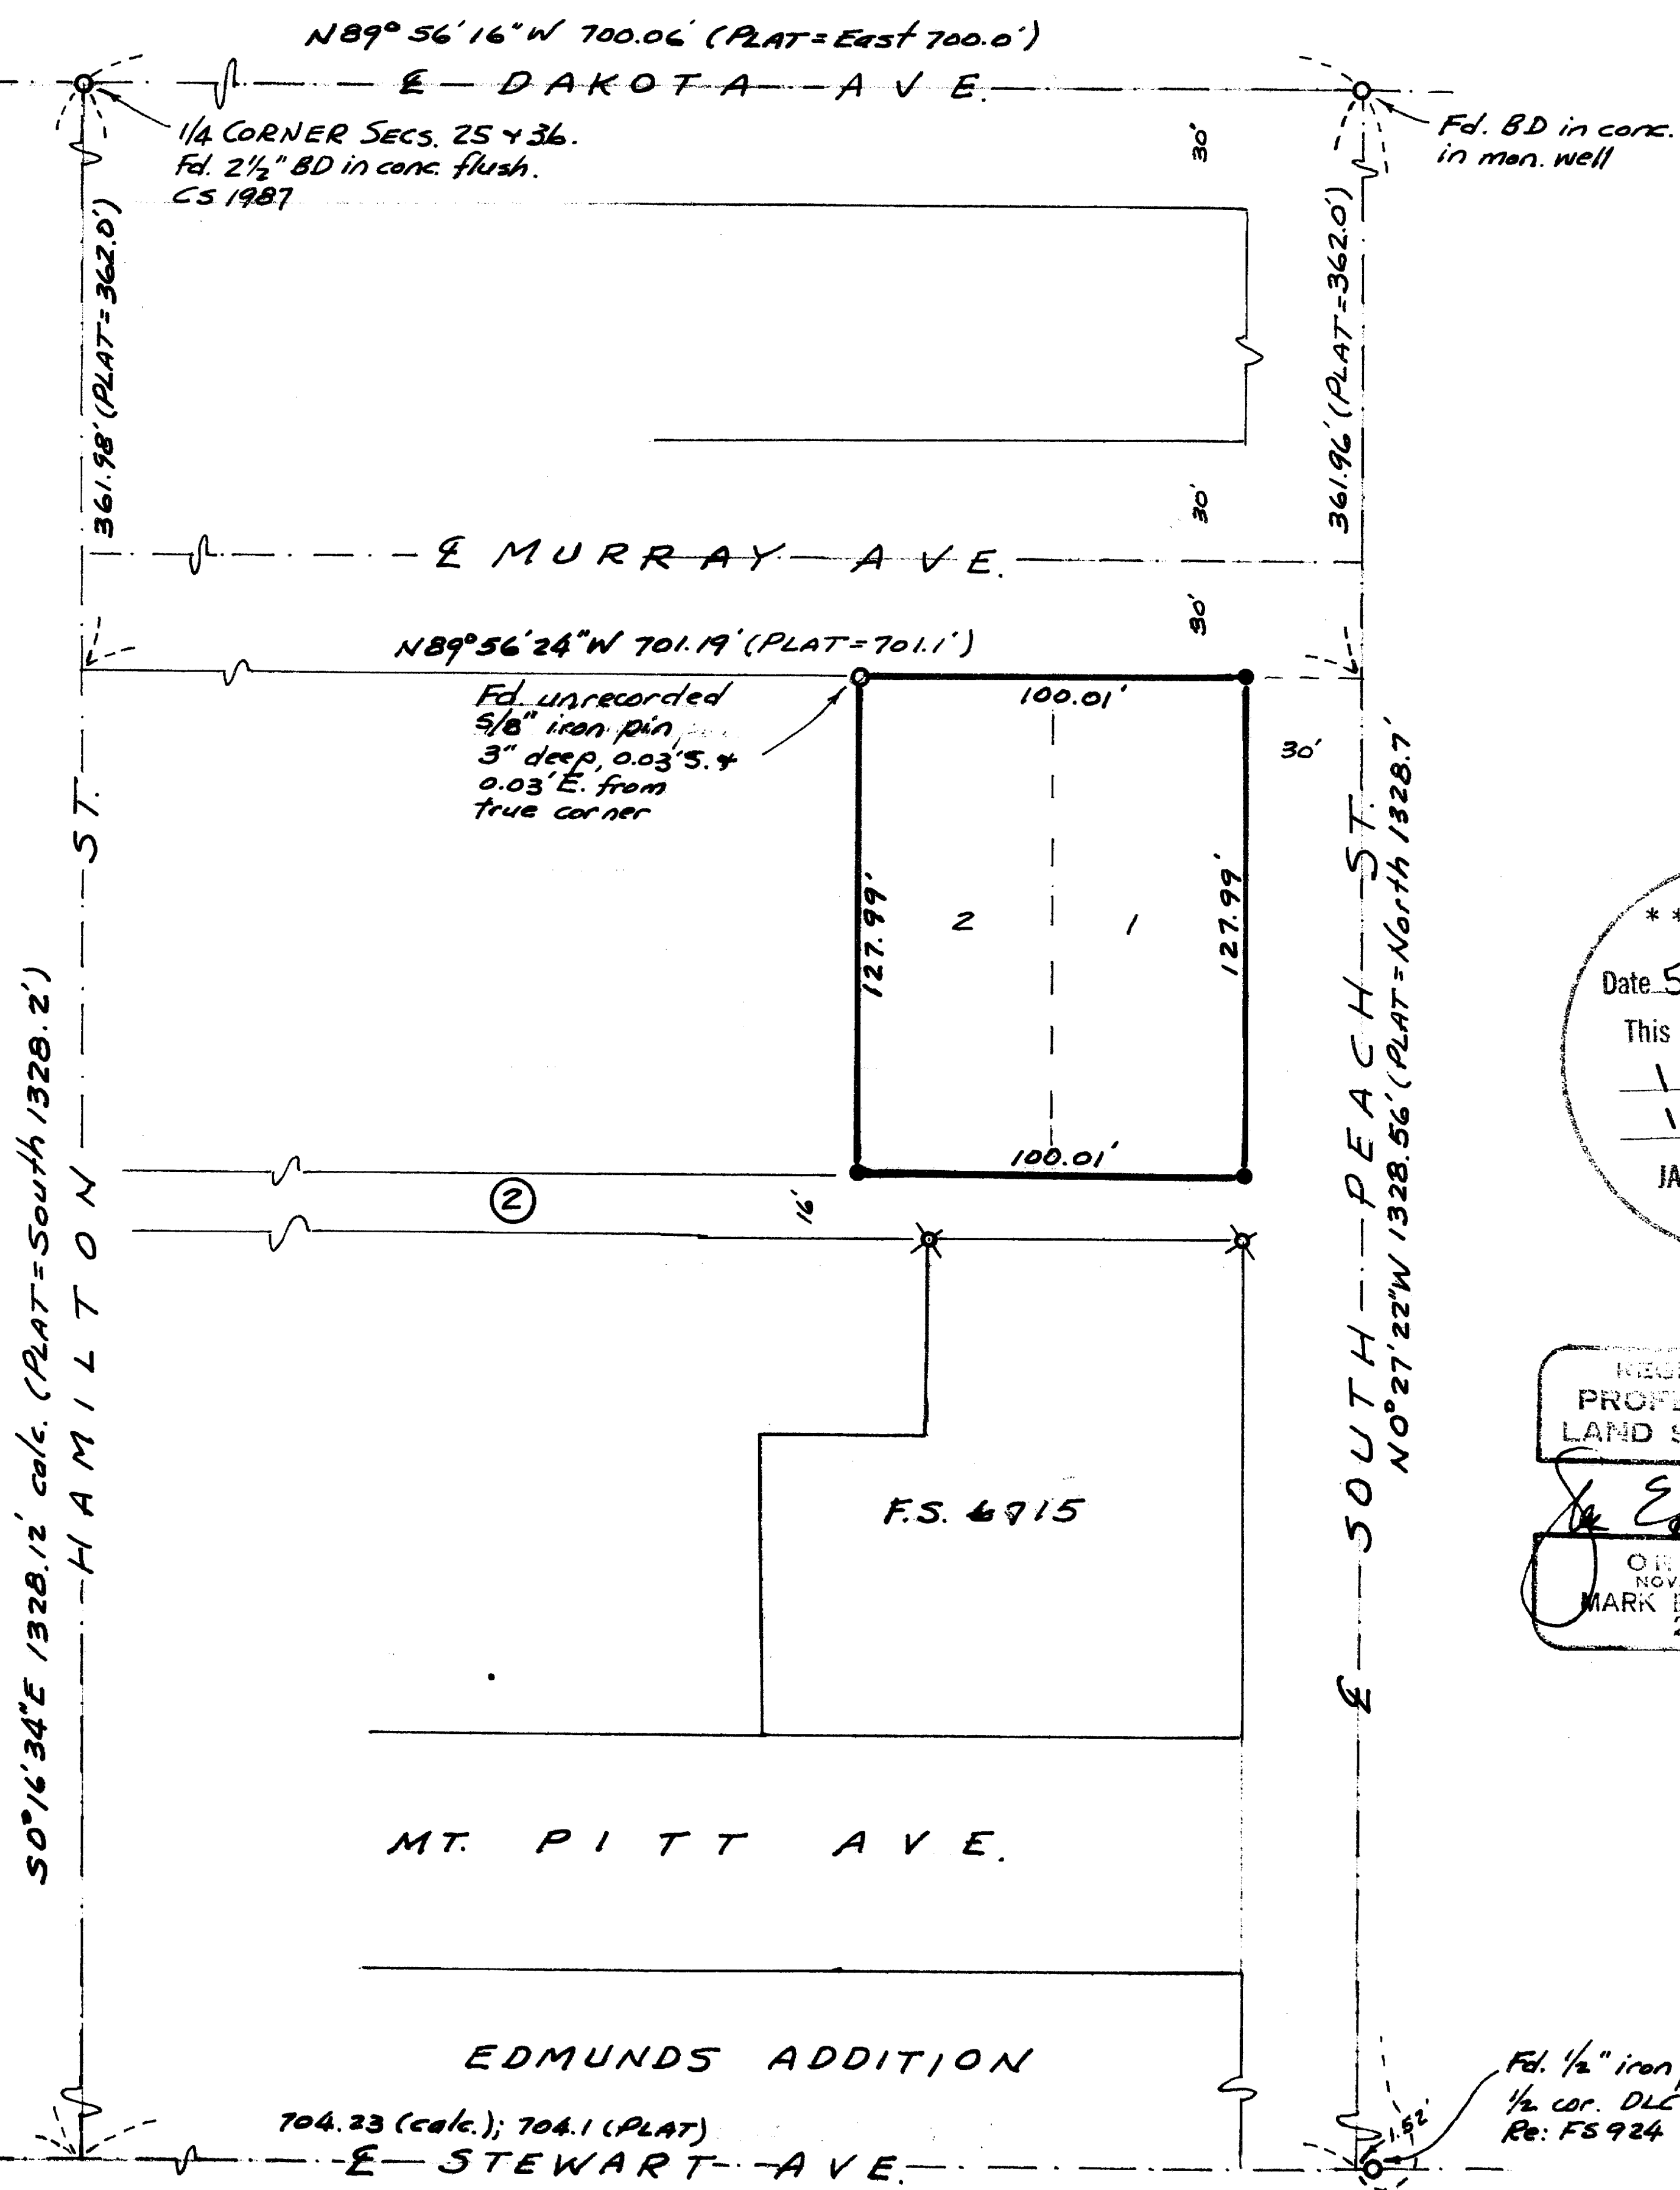 N89° 56' 16" W 700.06' (PLAT=East 700.0')
℄ DAKOTA AVE.
1/4 CORNER SECS. 25 & 36.
Fd. 2½" BD in conc. flush.
CS 1987
30'
Fd. BD in conc.
in mon. well
361.98' (PLAT=362.0')
361.96' (PLAT=362.0')
30'
℄ MURRAY AVE.
30'
N89° 56' 24" W 701.19' (PLAT=701.1')
Fd. unrecorded
5/8" iron pin
3" deep, 0.03' S. &
0.03' E. from
true corner
100.01'
30'
127.99'
2
1
127.99'
100.01'
16'
2
S0° 16' 34" E 1328.12' calc. (PLAT=South 1328.2')
HAMILTON ST.
℄ SOUTH PEACH ST.
N0° 27' 22" W 1328.56' (PLAT=North 1328.7')
Date 5
This
JA
F.S. 6715
LAND
MARK
MT. PITT AVE.
EDMUNDS ADDITION
704.23 (calc.); 704.1 (PLAT)
℄ STEWART AVE.
1.52'
Fd. 1/2" iron
1/2 cor. DLC
Re: FS 924